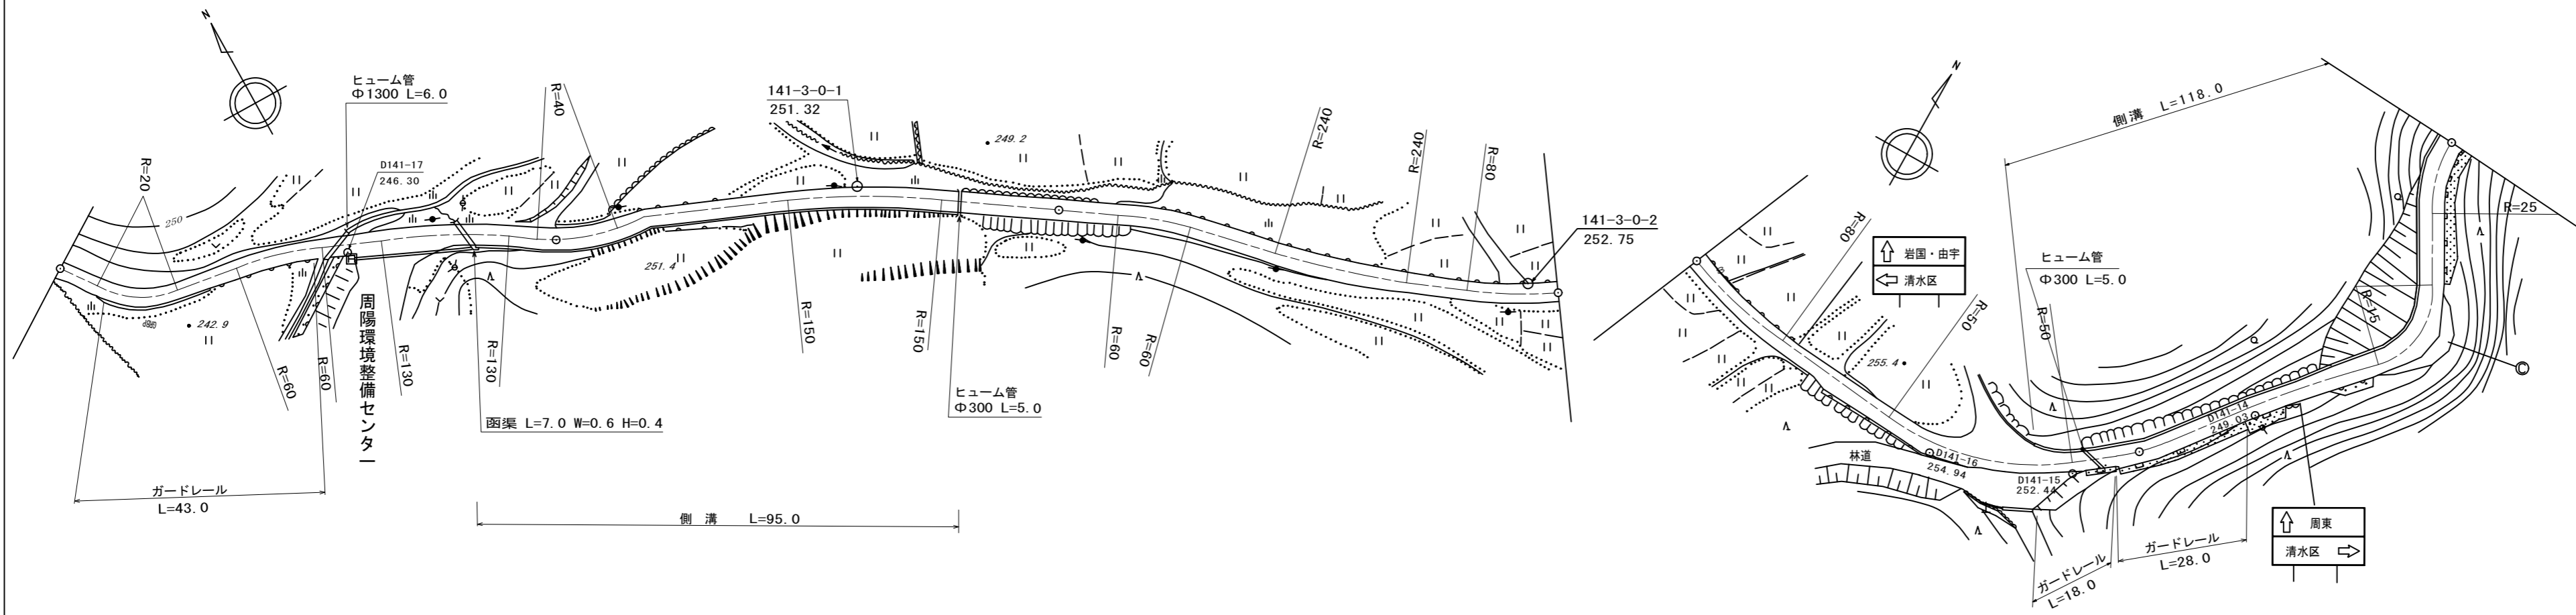 N
ヒューム管
Φ1300 L=6.0
R=20
D141-17
246.30
250
242.9
R=60
R=60
周陽環境整備センター
R=130
R=130
R=40
函渠 L=7.0 W=0.6 H=0.4
ガードレール
L=43.0
側 溝 L=95.0
141-3-0-1
251.32
249.2
251.4
R=150
R=150
ヒューム管
Φ300 L=5.0
R=60
R=60
R=240
R=240
R=80
141-3-0-2
252.75
N
側溝 L=118.0
R=80
岩国・由宇
清水区
R=50
255.4
ヒューム管
Φ300 L=5.0
R=50
R=25
R=15
C
D141-14
249.03
D141-16
254.94
林道
D141-15
252.44
ガードレール
L=18.0
ガードレール
L=28.0
周東
清水区